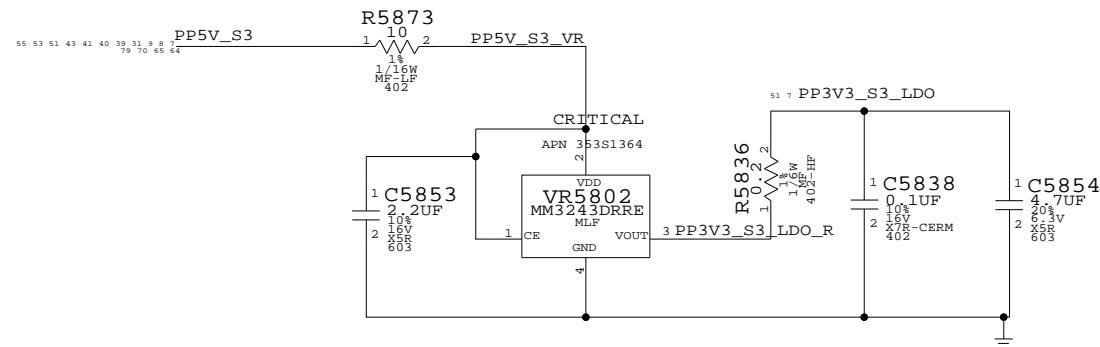 R5873
10
55 53 51 43 41 40 39 31 9 8 7
79 70 65 64
PP5V_S3
1
2
PP5V_S3_VR
1%
1/16W
MF-LF
402
51 7 PP3V3_S3_LDO
CRITICAL
APN 353S1364
2
VDD
VR5802
MM3243DRRE
MLF
1 CE
VOUT 3 PP3V3_S3_LDO_R
GND
4
1 C5853
2.2UF
10%
16V
2 X5R
603
R5836
0.2
1%
1/6W
MF
402-HF
2
1
1 C5838
0.1UF
10%
16V
2 X7R-CERM
402
1 C5854
4.7UF
20%
6.3V
2 X5R
603